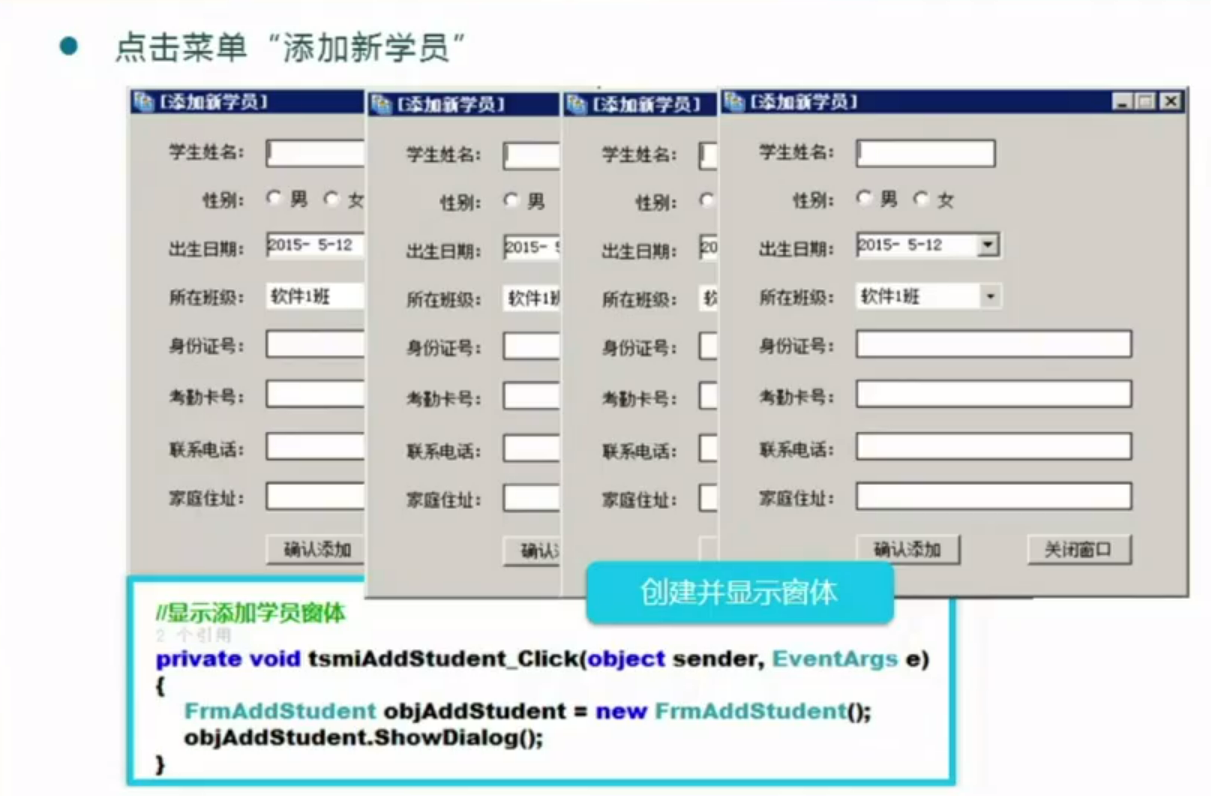 点击菜单“添加新学员”
[添加新学员]
学生姓名：
性别： 男 女
出生日期： 2015- 5-12
所在班级： 软件1班
身份证号：
考勤卡号：
联系电话：
家庭住址：
确认添加
[添加新学员]
学生姓名：
性别： 男
出生日期： 2015-
所在班级： 软件1班
身份证号：
考勤卡号：
联系电话：
家庭住址：
确认
[添加新学员]
学生姓名：
性别：
出生日期： 20
所在班级： 软
身份证号：
考勤卡号：
联系电话：
家庭住址：
[添加新学员]
学生姓名：
性别： 男 女
出生日期： 2015- 5-12
所在班级： 软件1班
身份证号：
考勤卡号：
联系电话：
家庭住址：
确认添加 关闭窗口
创建并显示窗体
//显示添加学员窗体
2 个引用
private void tsmiAddStudent_Click(object sender, EventArgs e)
{
FrmAddStudent objAddStudent = new FrmAddStudent();
objAddStudent.ShowDialog();
}